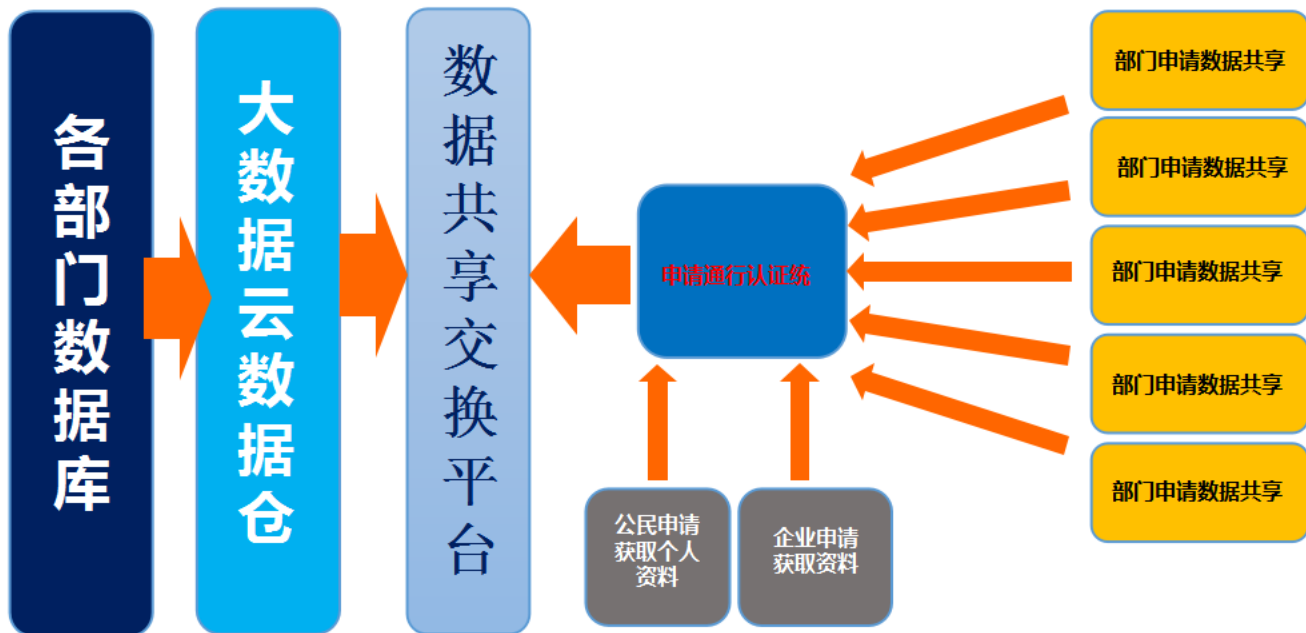 各部门数据库
大数据云数据仓
数据共享交换平台
申请通行认证统
部门申请数据共享
部门申请数据共享
部门申请数据共享
部门申请数据共享
部门申请数据共享
公民申请
获取个人
资料
企业申请
获取资料